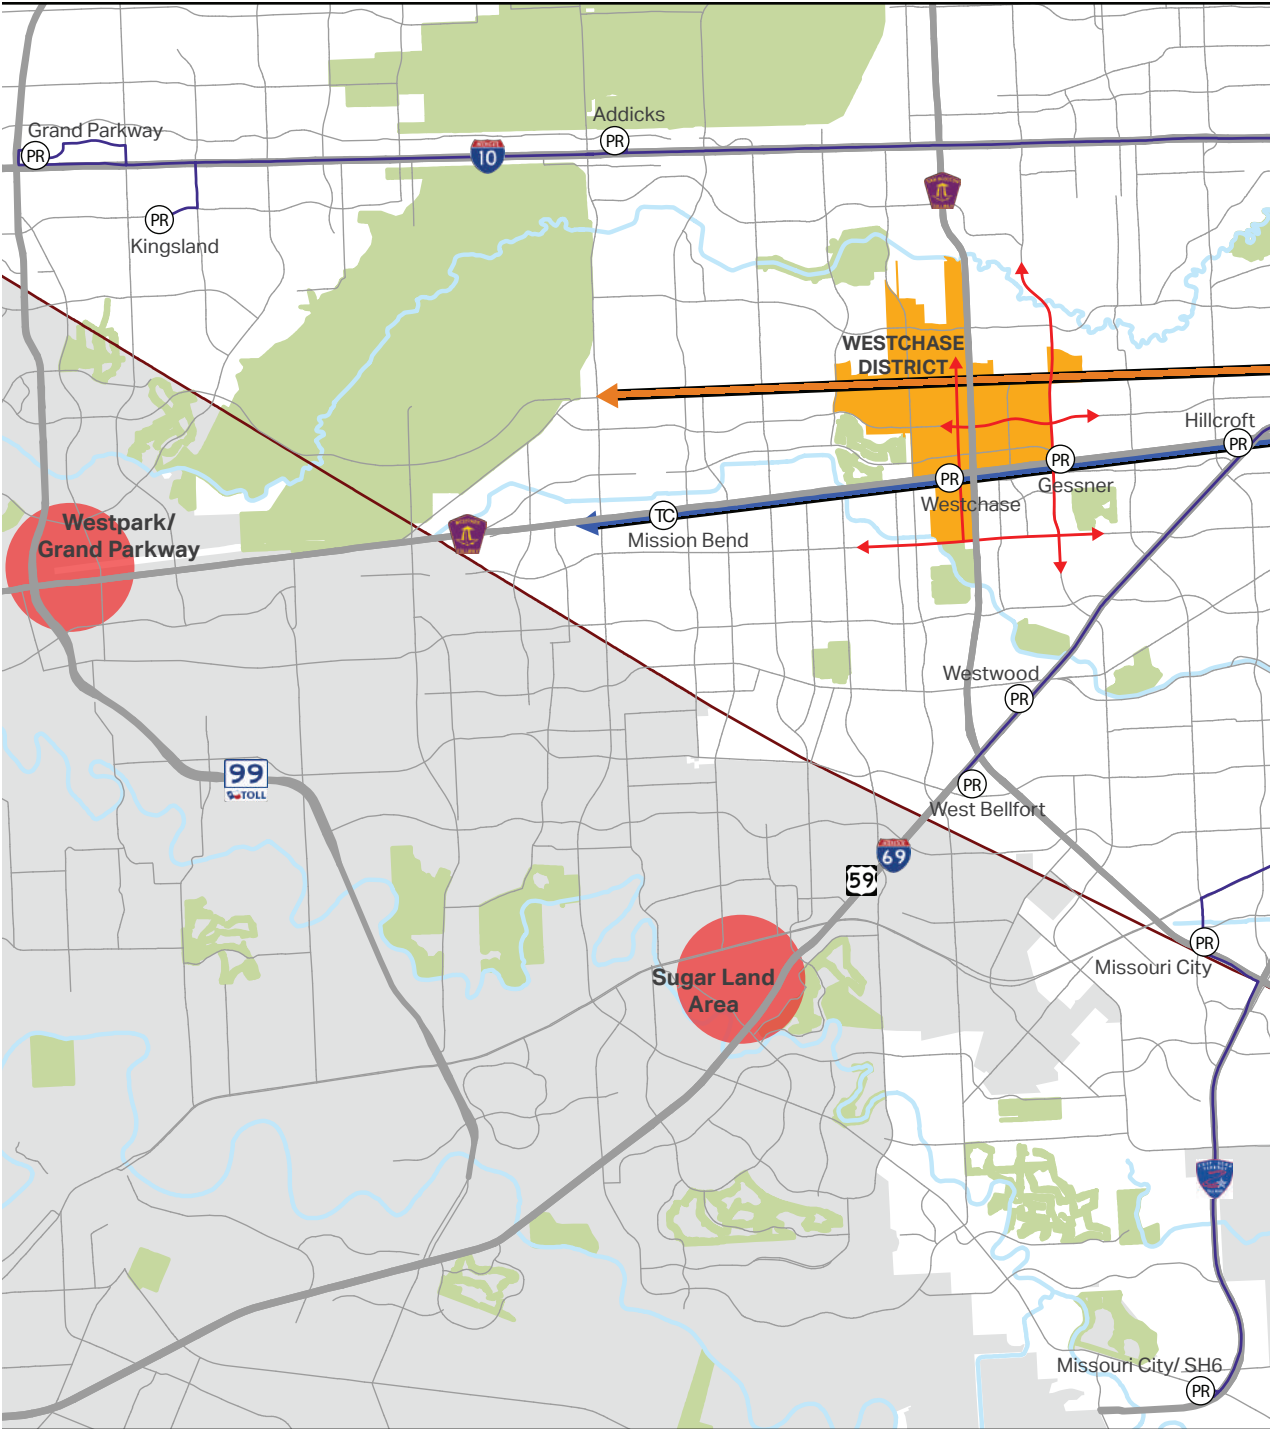 Addicks
PR
Grand Parkway
PR
10
PR
Kingsland
WESTCHASE
DISTRICT
Hillcroft
PR
PR
Gessner
PR
Westchase
TC
Mission Bend
Westpark/
Grand Parkway
Westwood
PR
99
TOLL
PR
West Bellfort
69
59
PR
Missouri City
Sugar Land
Area
Missouri City/ SH6
PR